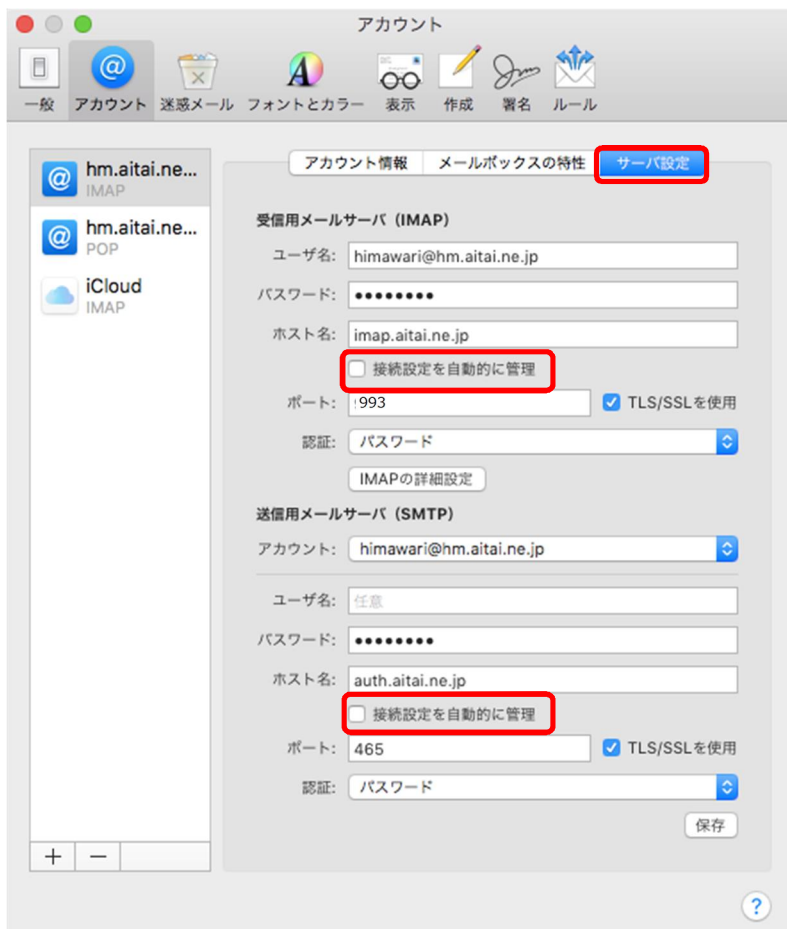 アカウント
一般 アカウント 迷惑メール フォントとカラー 表示 作成 署名 ルール
hm.aitai.ne...
IMAP
hm.aitai.ne...
POP
iCloud
IMAP
アカウント情報 メールボックスの特性 サーバ設定
受信用メールサーバ（IMAP）
ユーザ名: himawari@hm.aitai.ne.jp
パスワード: ●●●●●●●●
ホスト名: imap.aitai.ne.jp
接続設定を自動的に管理
ポート: 993 TLS/SSLを使用
認証: パスワード
IMAPの詳細設定
送信用メールサーバ（SMTP）
アカウント: himawari@hm.aitai.ne.jp
ユーザ名: 任意
パスワード: ●●●●●●●●
ホスト名: auth.aitai.ne.jp
接続設定を自動的に管理
ポート: 465 TLS/SSLを使用
認証: パスワード
保存
+ −
?